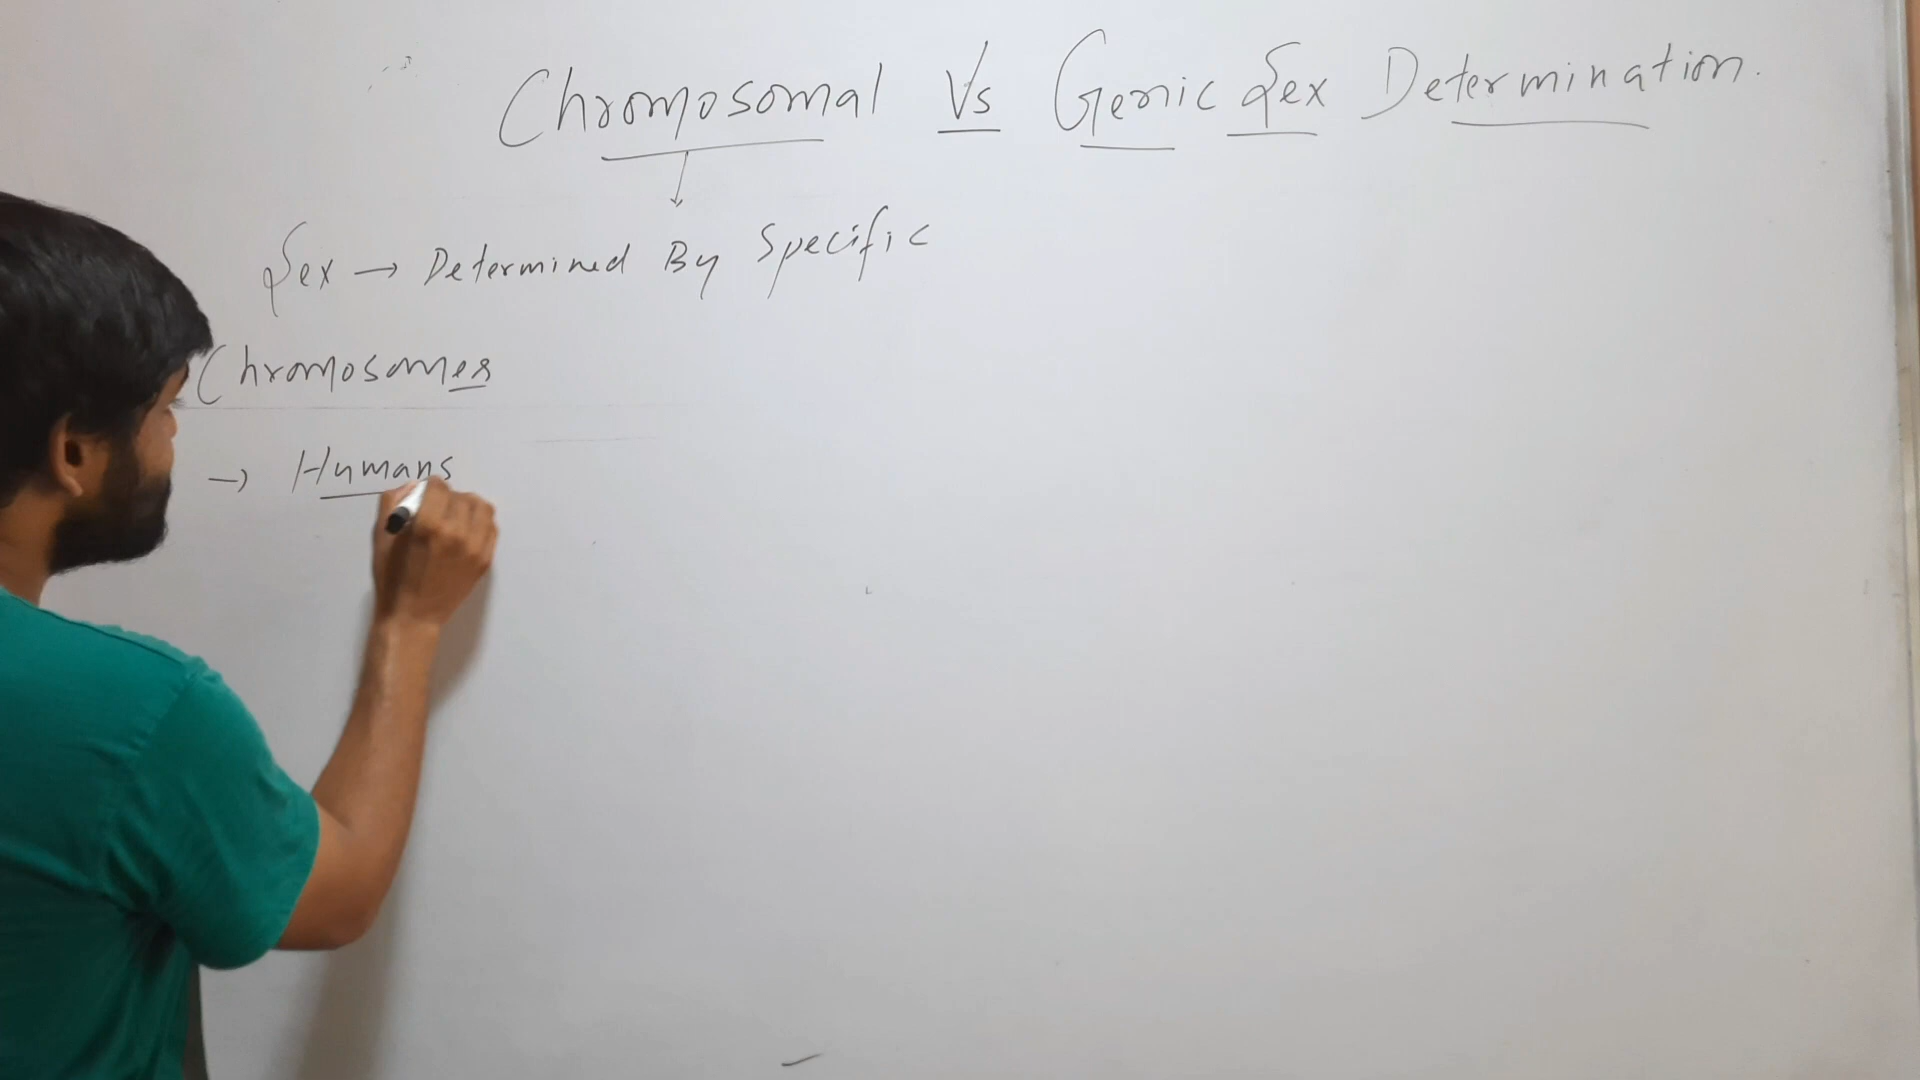 Chromosomal Vs Genic Sex Determination.
Sex → Determined By Specific
Chromosomes
→ Humans